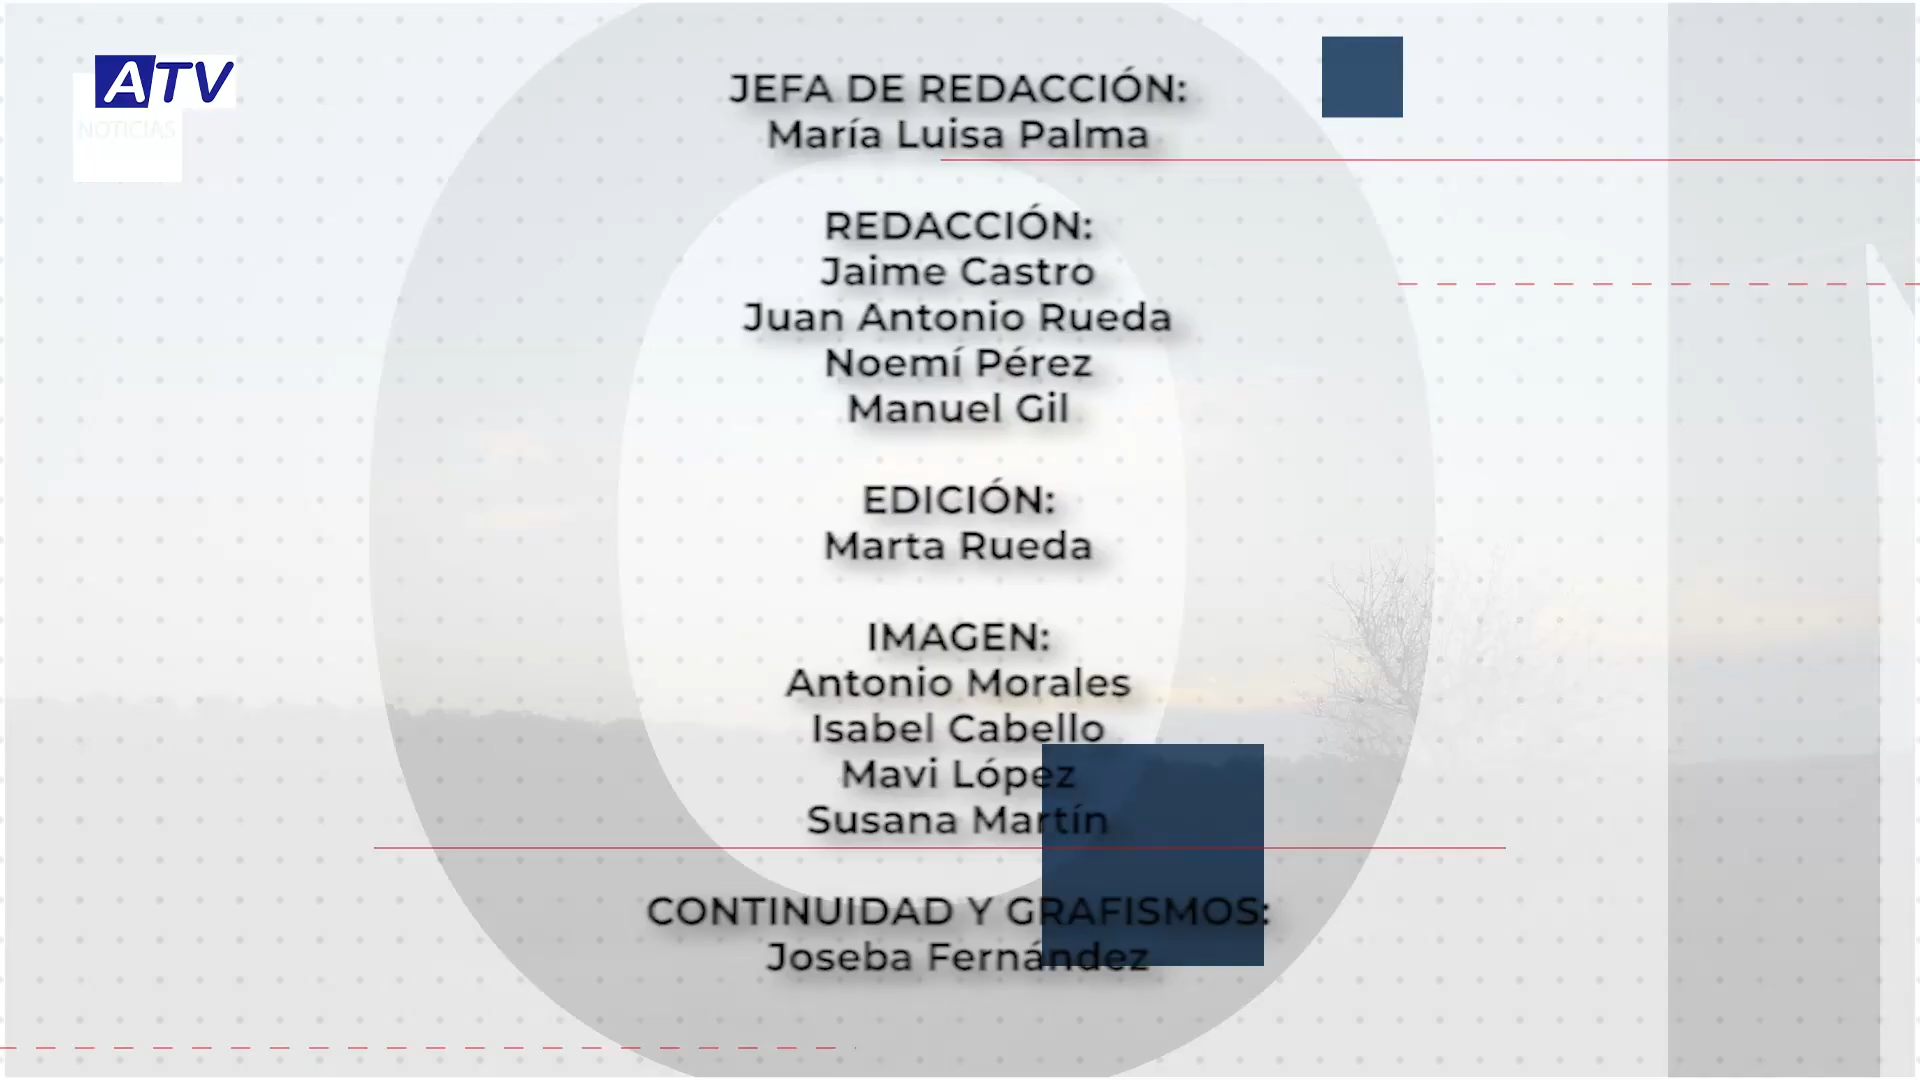 ATV
NOTICIAS
JEFA DE REDACCIÓN:
María Luisa Palma
REDACCIÓN:
Jaime Castro
Juan Antonio Rueda
Noemí Pérez
Manuel Gil
EDICIÓN:
Marta Rueda
IMAGEN:
Antonio Morales
Isabel Cabello
Mavi López
Susana Martín
CONTINUIDAD Y GRAFISMOS:
Joseba Fernández